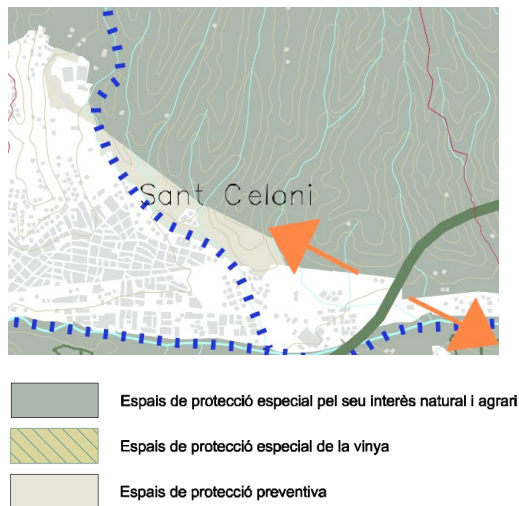 Sant Celoni
Espais de protecció especial pel seu interès natural i agrari
Espais de protecció especial de la vinya
Espais de protecció preventiva